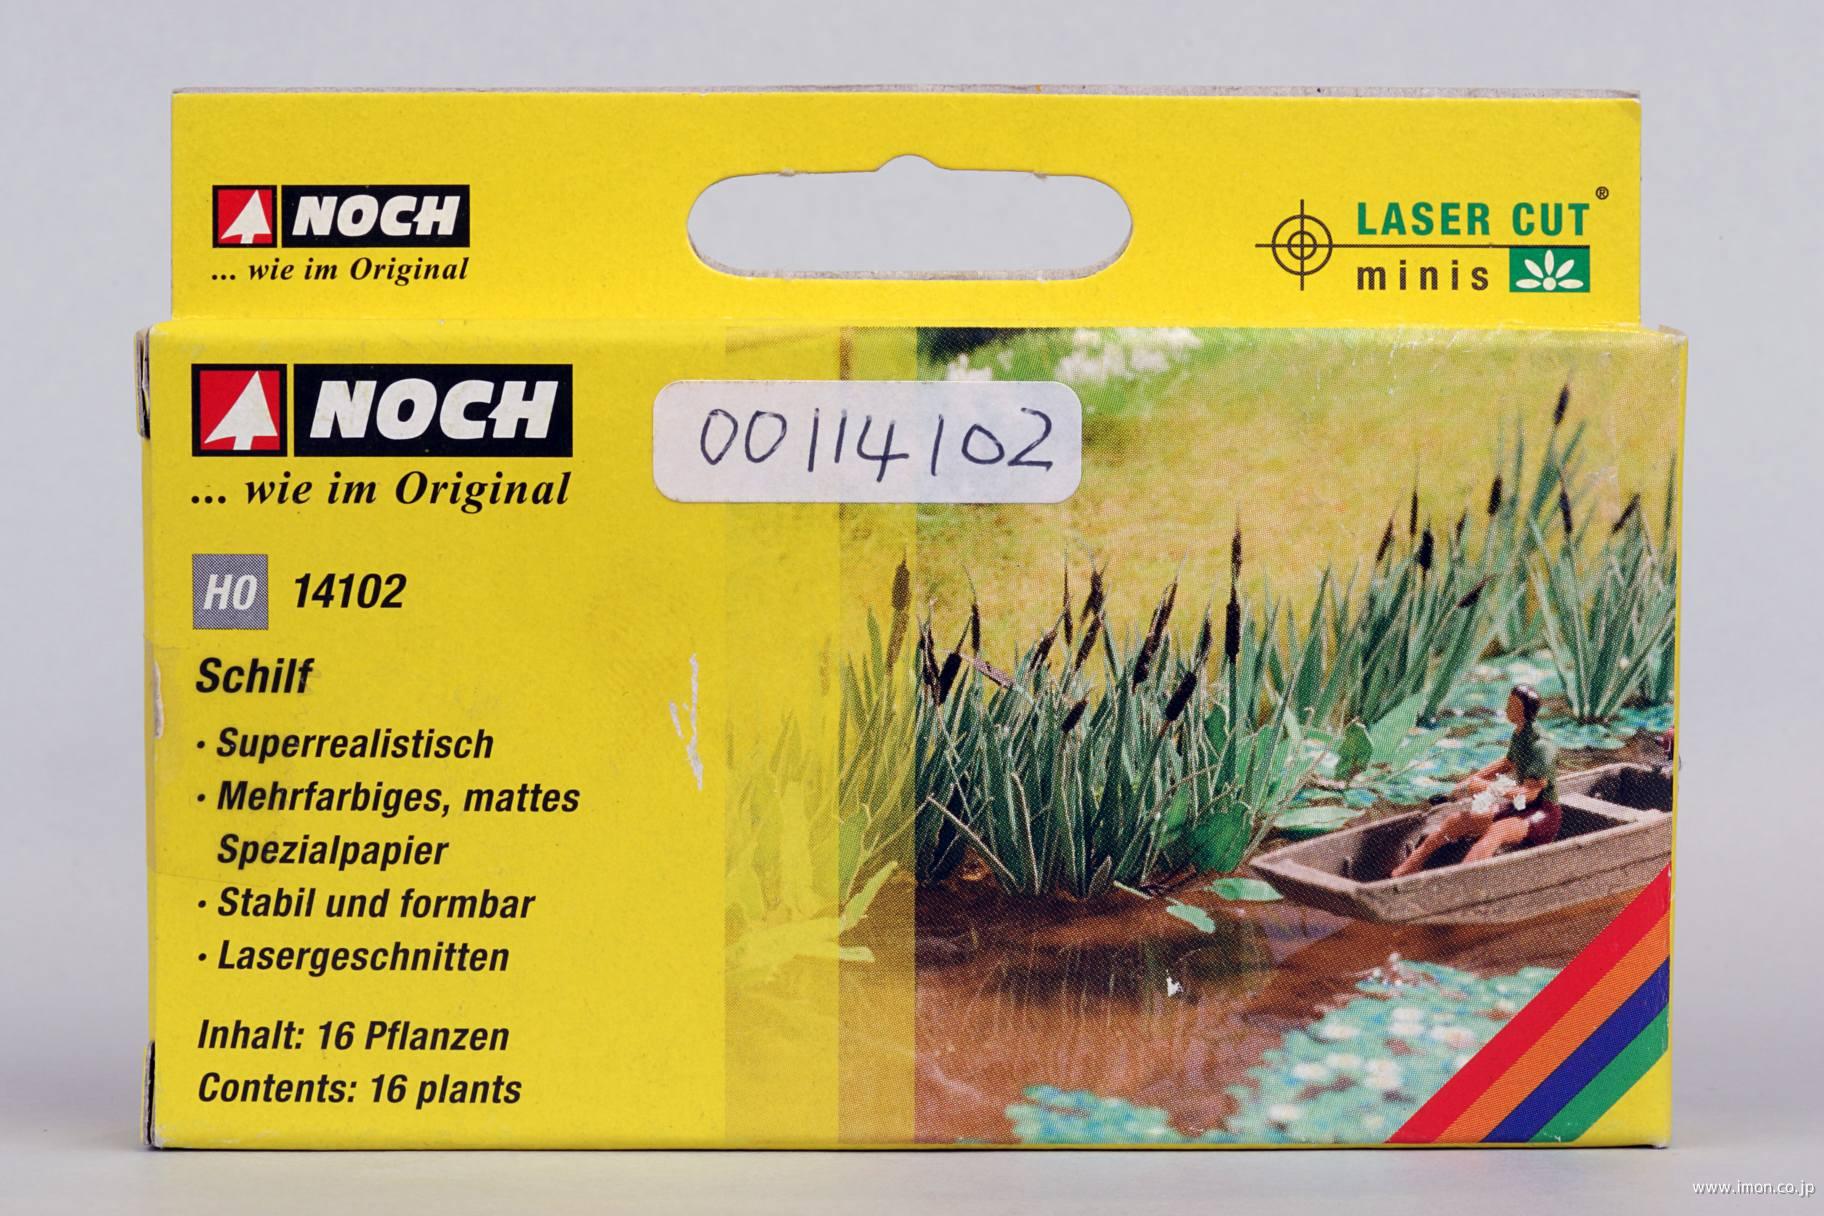 NOCH
... wie im Original
LASER CUT®
minis
NOCH
... wie im Original
00114102
H0 14102
Schilf
· Superrealistisch
· Mehrfarbiges, mattes
Spezialpapier
· Stabil und formbar
· Lasergeschnitten
Inhalt: 16 Pflanzen
Contents: 16 plants
www.imon.co.jp